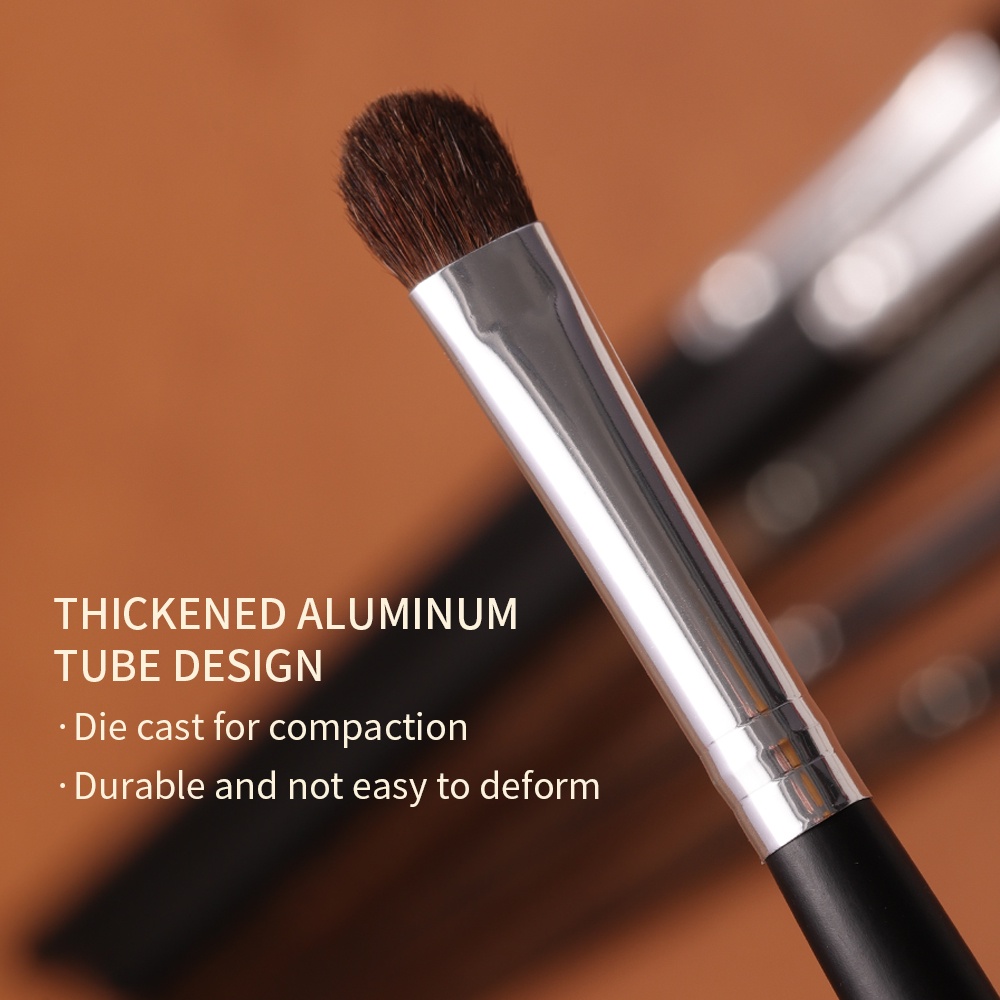 THICKENED ALUMINUM
TUBE DESIGN
· Die cast for compaction
· Durable and not easy to deform